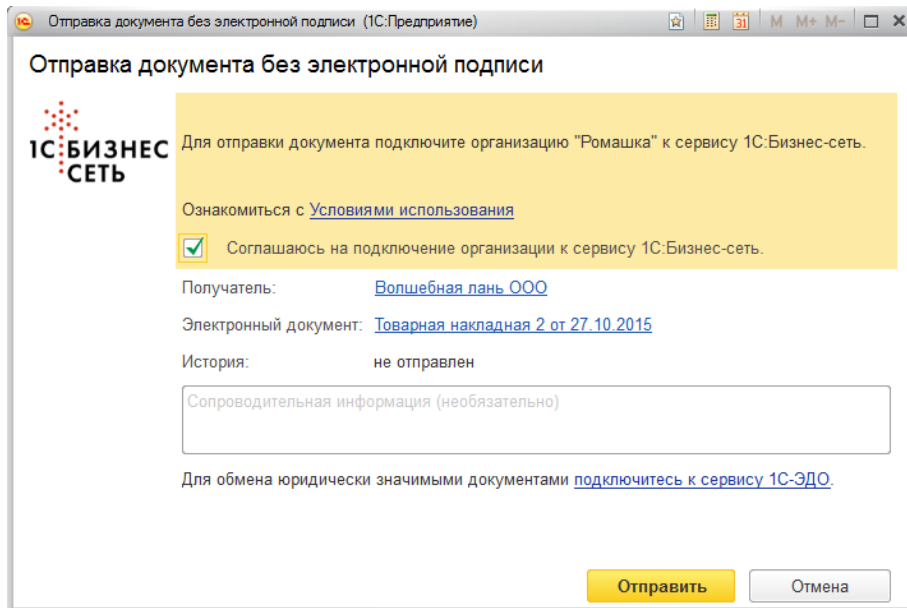 Отправка документа без электронной подписи (1С:Предприятие)
31 M M+ M-
Отправка документа без электронной подписи
1С:БИЗНЕС СЕТЬ
Для отправки документа подключите организацию "Ромашка" к сервису 1С:Бизнес-сеть.
Ознакомиться с Условиями использования
Соглашаюсь на подключение организации к сервису 1С:Бизнес-сеть.
Получатель: Волшебная лань ООО
Электронный документ: Товарная накладная 2 от 27.10.2015
История: не отправлен
Сопроводительная информация (необязательно)
Для обмена юридически значимыми документами подключитесь к сервису 1С-ЭДО.
Отправить Отмена